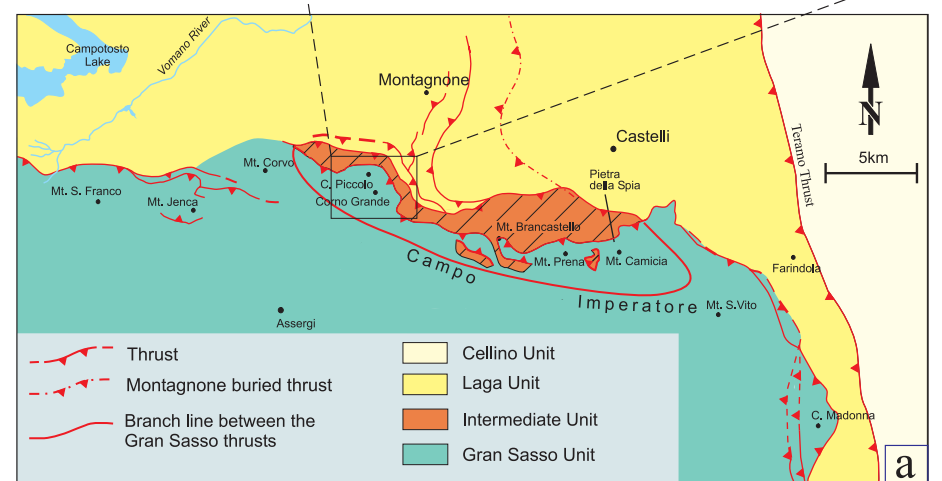 Campotosto
Lake
Vomano River
Montagnone
Castelli
Teramo Thrust
N
5km
Mt. Corvo
C. Piccolo
Corno Grande
Pietra
della Spia
Mt. S. Franco
Mt. Jenca
Mt. Brancastello
Mt. Prena
Mt. Camicia
Farindola
Campo
Imperatore
Mt. S.Vito
Assergi
C. Madonna
Thrust
Montagnone buried thrust
Branch line between the
Gran Sasso thrusts
Cellino Unit
Laga Unit
Intermediate Unit
Gran Sasso Unit
a